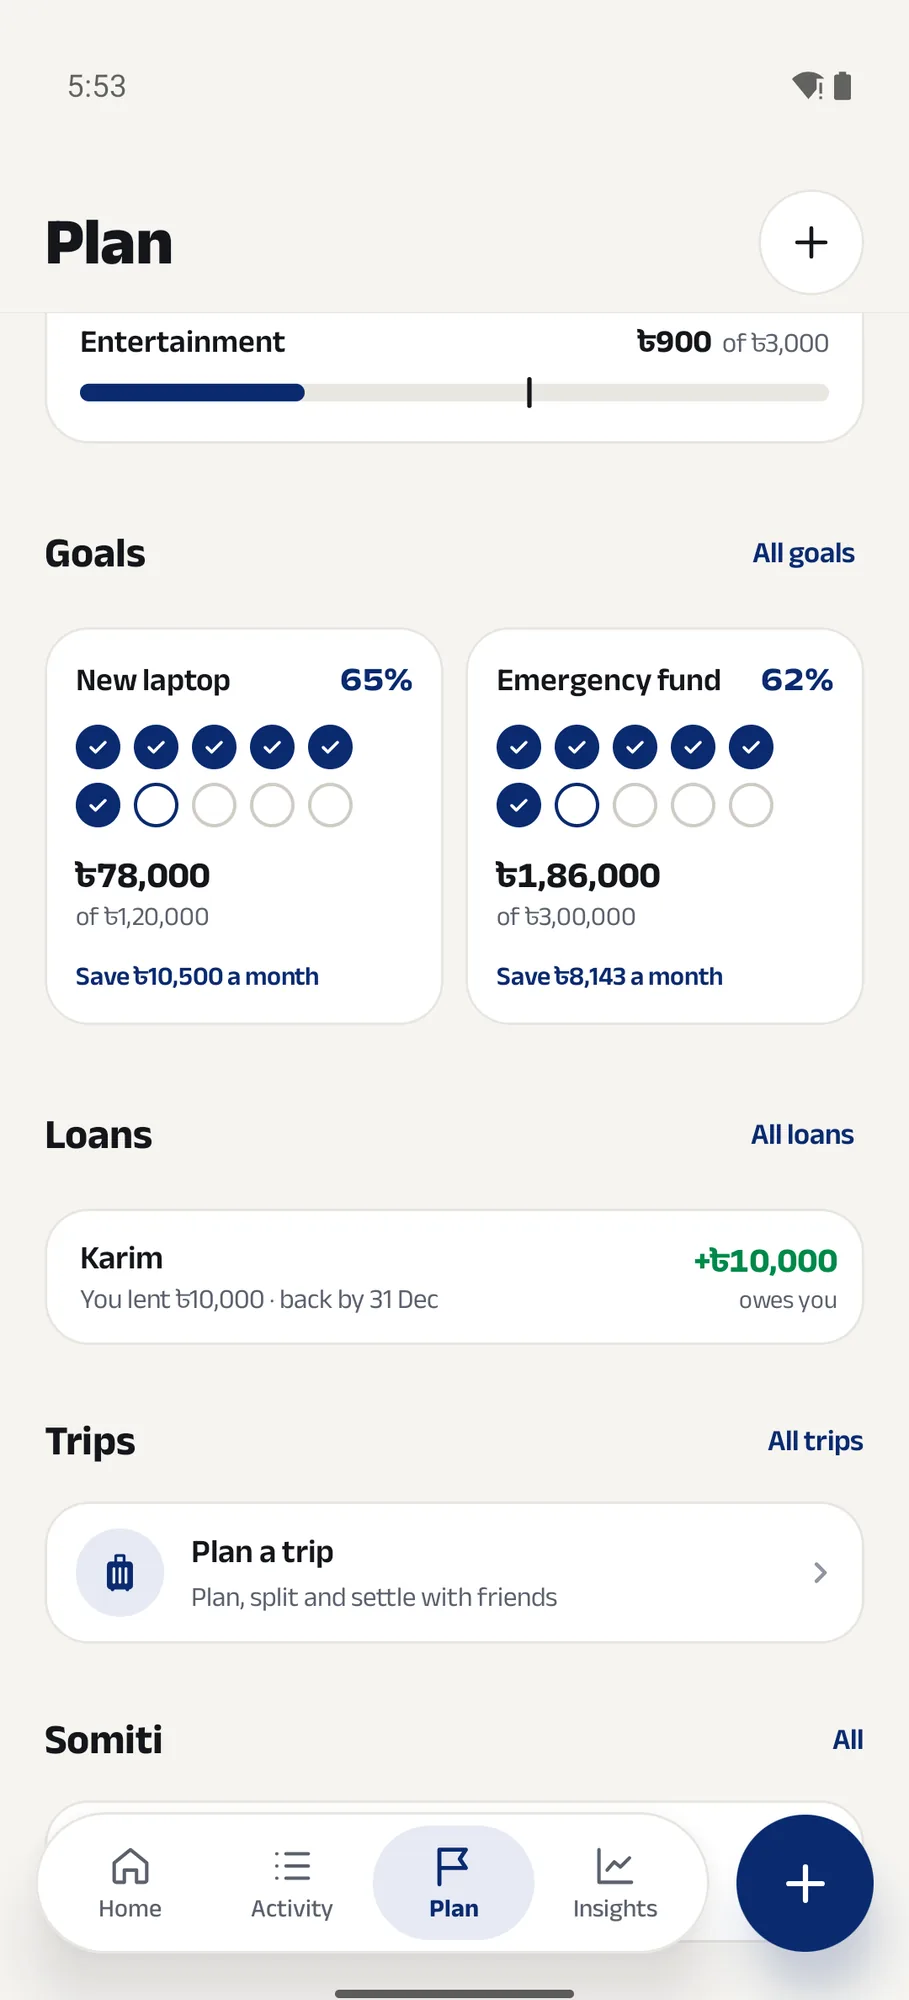 5:53
Plan
Entertainment
৳900 of ৳3,000
Goals
All goals
New laptop 65%
৳78,000
of ৳1,20,000
Save ৳10,500 a month
Emergency fund 62%
৳1,86,000
of ৳3,00,000
Save ৳8,143 a month
Loans
All loans
Karim
+৳10,000
You lent ৳10,000 · back by 31 Dec
owes you
Trips
All trips
Plan a trip
Plan, split and settle with friends
Somiti
All
Home
Activity
Plan
Insights